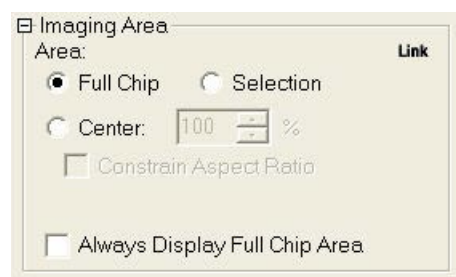 Imaging Area
Area: Link
Full Chip Selection
Center: 100 %
Constrain Aspect Ratio
Always Display Full Chip Area